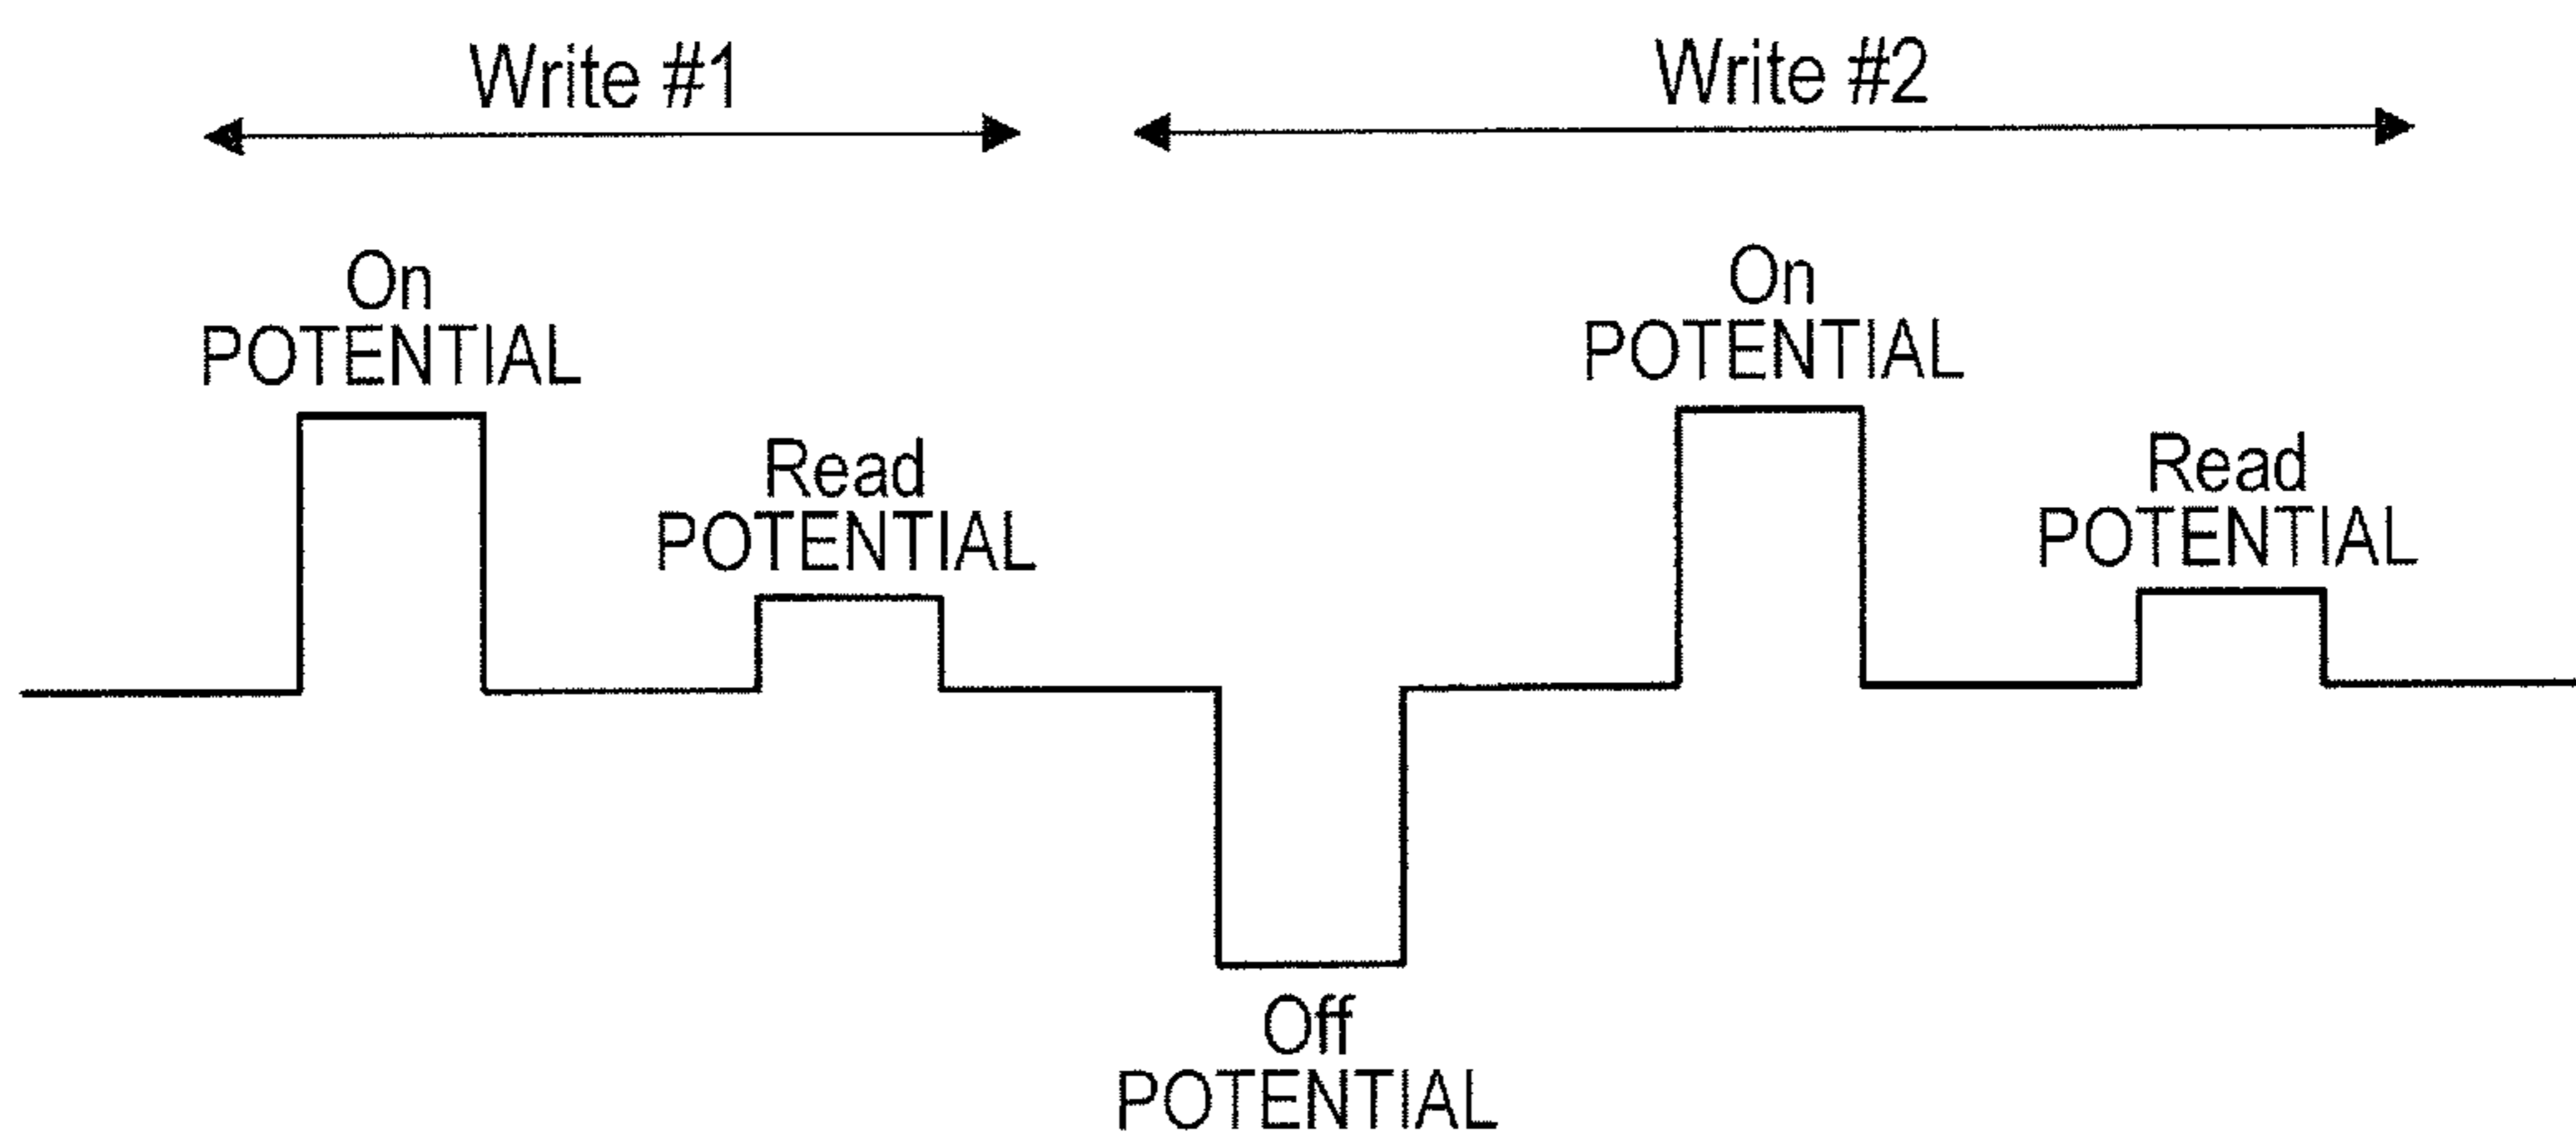 Write #1
Write #2
On
POTENTIAL
Read
POTENTIAL
On
POTENTIAL
Read
POTENTIAL
Off
POTENTIAL